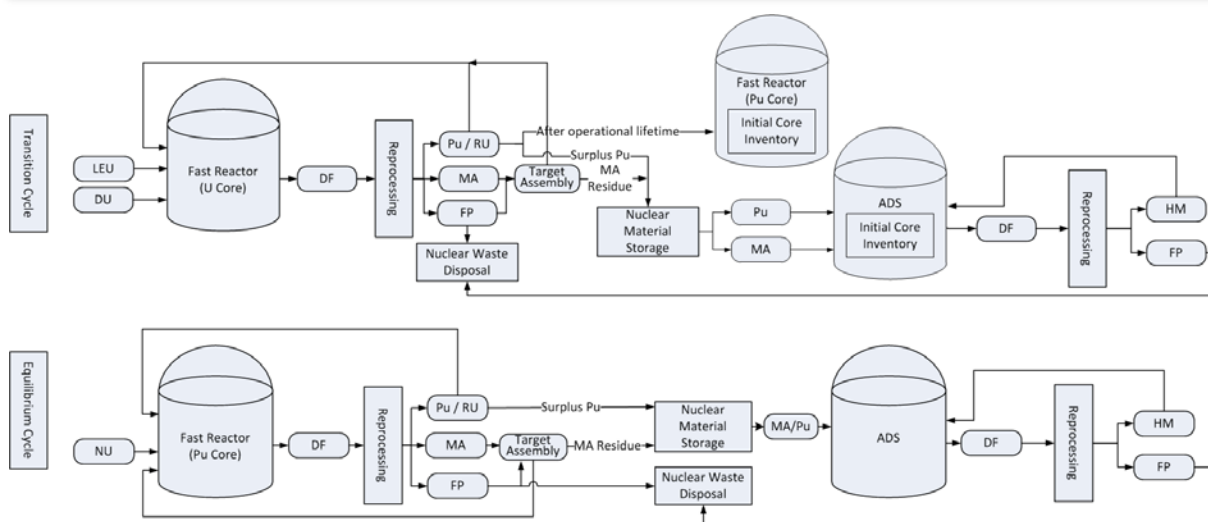 Transition Cycle
LEU
DU
Fast Reactor
(U Core)
DF
Reprocessing
Pu / RU
MA
FP
Target
Assembly
Nuclear Waste
Disposal
After operational lifetime
Surplus Pu
MA
Residue
Fast Reactor
(Pu Core)
Initial Core
Inventory
Nuclear
Material
Storage
Pu
MA
ADS
Initial Core
Inventory
DF
Reprocessing
HM
FP
Equilibrium Cycle
NU
Fast Reactor
(Pu Core)
DF
Reprocessing
Pu / RU
MA
FP
Target
Assembly
Surplus Pu
MA Residue
Nuclear
Material
Storage
Nuclear Waste
Disposal
MA/Pu
ADS
DF
Reprocessing
HM
FP